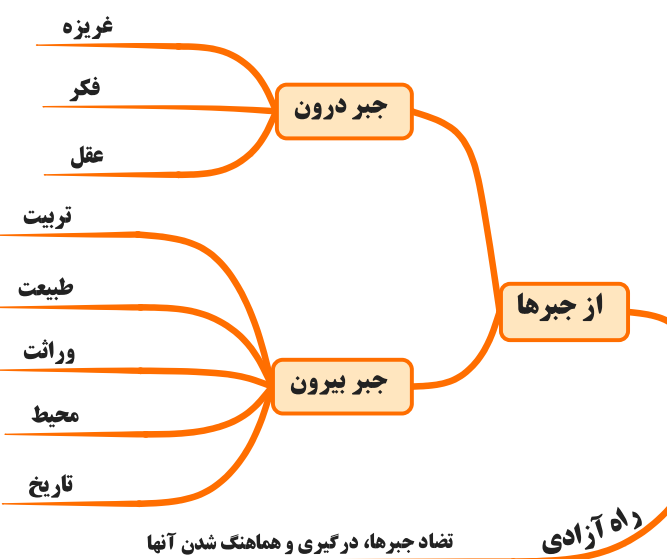 از جبرها
جبر درون
غریزه
فکر
عقل
جبر بیرون
تربیت
طبیعت
وراثت
محیط
تاریخ
راه آزادی
تضاد جبرها، درگیری و هماهنگ شدن آنها